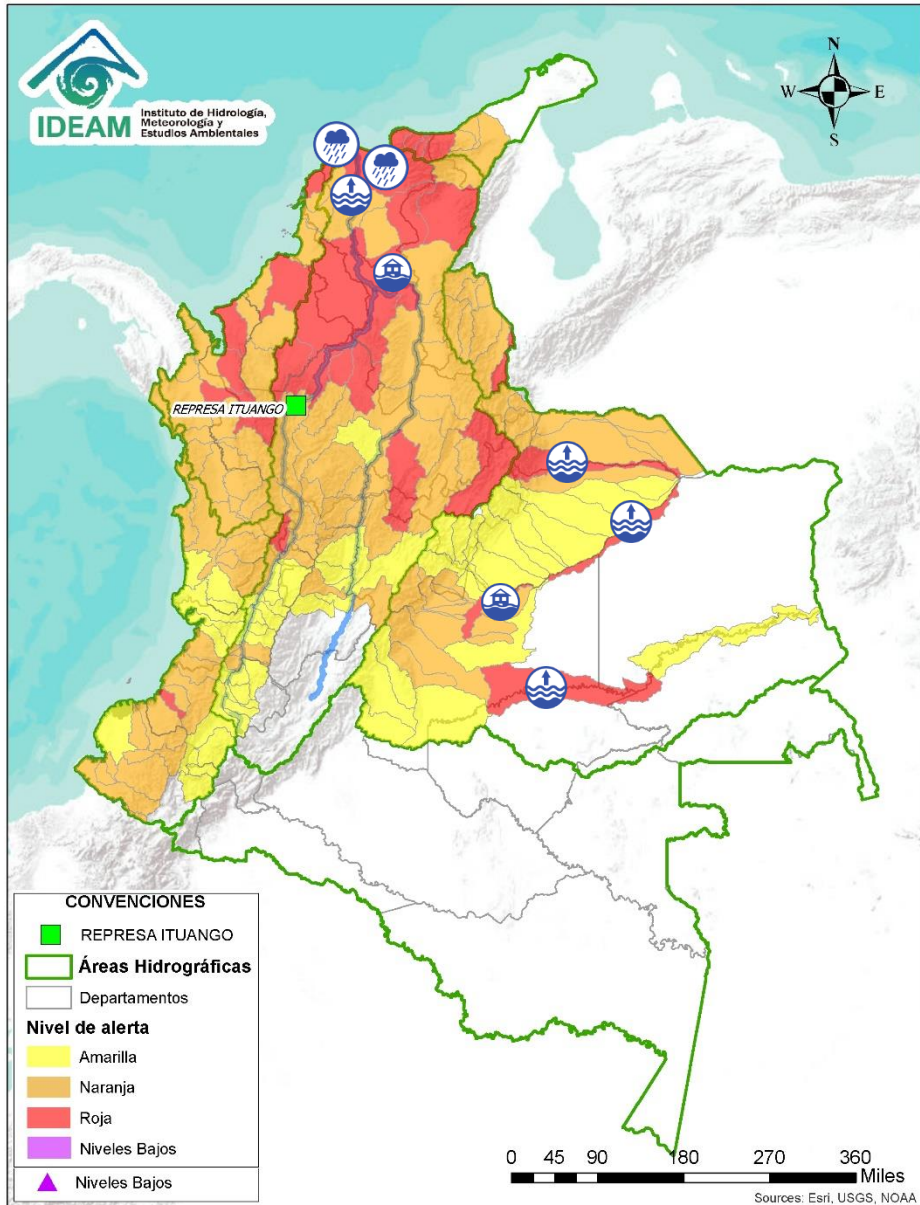 IDEAM
Instituto de Hidrología,
Meteorología y
Estudios Ambientales
N
W
E
S
REPRESA ITUANGO
CONVENCIONES
REPRESA ITUANGO
Áreas Hidrográficas
Departamentos
Nivel de alerta
Amarilla
Naranja
Roja
Niveles Bajos
Niveles Bajos
0 45 90 180 270 360
Miles
Sources: Esri, USGS, NOAA